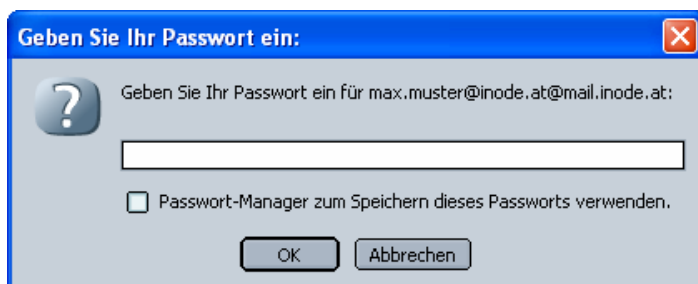 Geben Sie Ihr Passwort ein:
Geben Sie Ihr Passwort ein für max.muster@inode.at@mail.inode.at:
Passwort-Manager zum Speichern dieses Passworts verwenden.
OK Abbrechen